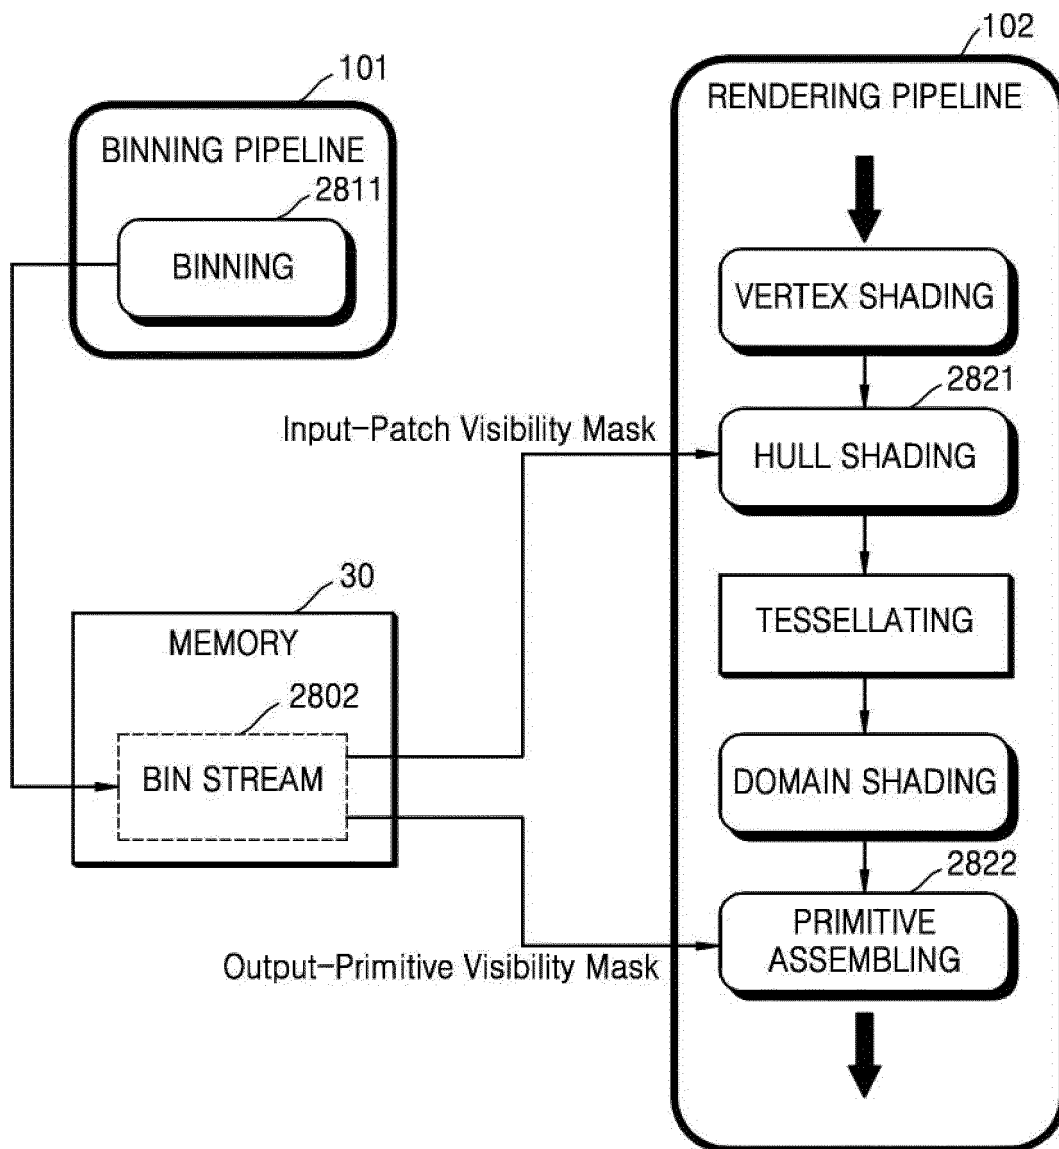 102
101
RENDERING PIPELINE
BINNING PIPELINE
2811
BINNING
VERTEX SHADING
2821
Input-Patch Visibility Mask
HULL SHADING
30
MEMORY
TESSELLATING
2802
BIN STREAM
DOMAIN SHADING
2822
PRIMITIVE
ASSEMBLING
Output-Primitive Visibility Mask